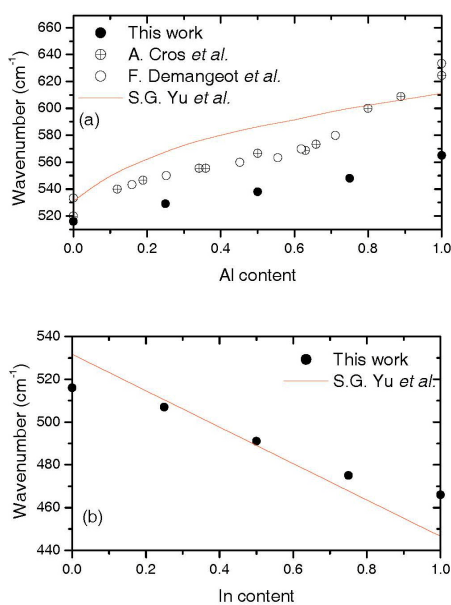 660
640
620
600
580
560
540
520
Wavenumber (cm-1)
This work
A. Cros et al.
F. Demangeot et al.
S.G. Yu et al.
(a)
0.0 0.2 0.4 0.6 0.8 1.0
Al content
540
520
500
480
460
440
Wavenumber (cm-1)
This work
S.G. Yu et al.
(b)
0.0 0.2 0.4 0.6 0.8 1.0
In content